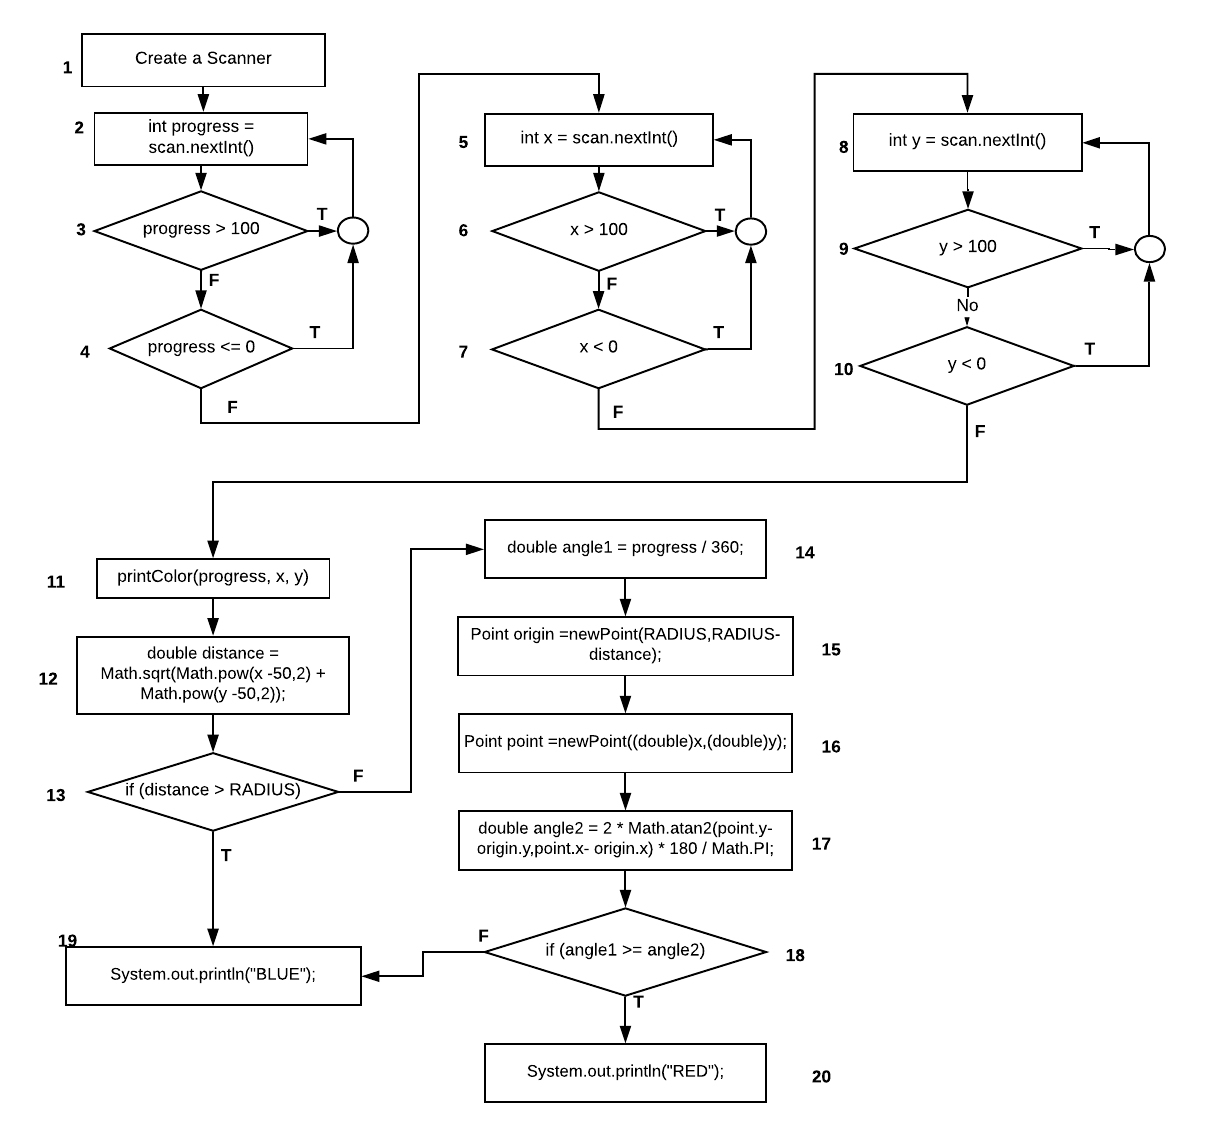 1
Create a Scanner
2
int progress =
scan.nextInt()
3
progress > 100
T
F
4
progress <= 0
T
F
5
int x = scan.nextInt()
6
x > 100
T
F
7
x < 0
T
F
8
int y = scan.nextInt()
9
y > 100
T
No
10
y < 0
T
F
11
printColor(progress, x, y)
12
double distance =
Math.sqrt(Math.pow(x -50,2) +
Math.pow(y -50,2));
13
if (distance > RADIUS)
F
T
14
double angle1 = progress / 360;
15
Point origin =newPoint(RADIUS,RADIUS-
distance);
16
Point point =newPoint((double)x,(double)y);
17
double angle2 = 2 * Math.atan2(point.y-
origin.y,point.x- origin.x) * 180 / Math.PI;
18
if (angle1 >= angle2)
F
T
19
System.out.println("BLUE");
20
System.out.println("RED");